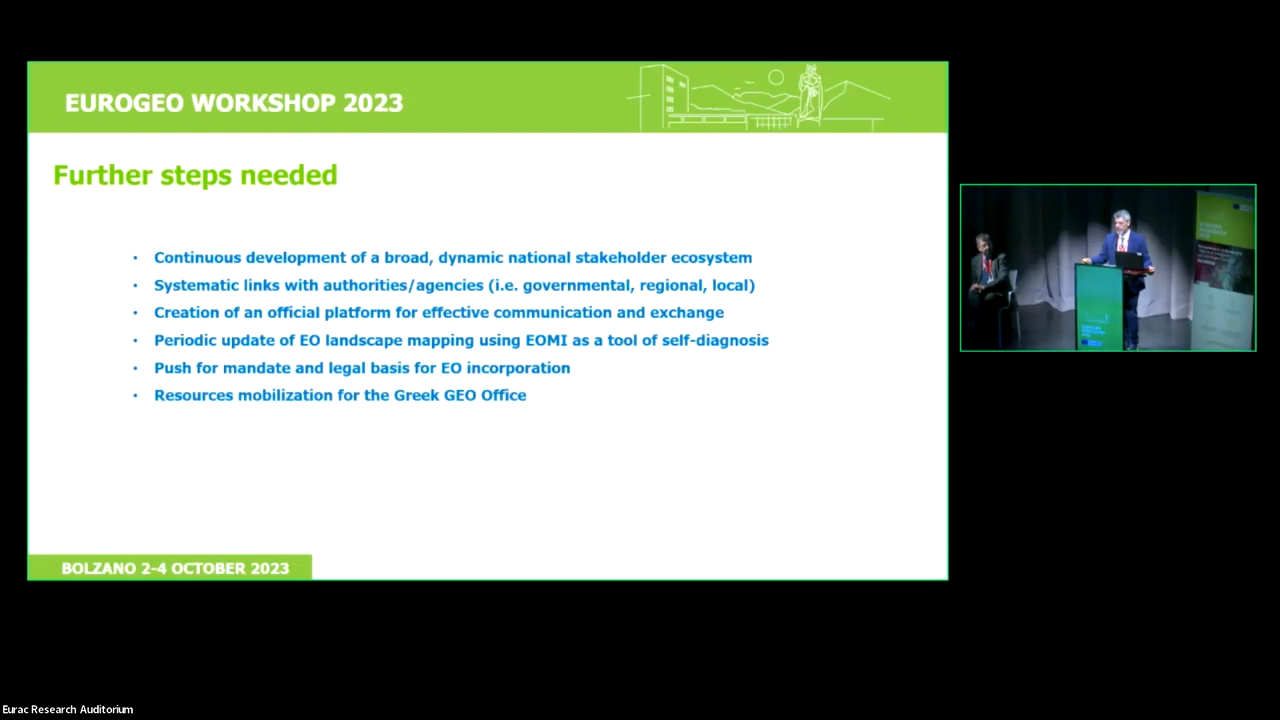 EUROGEO WORKSHOP 2023
Further steps needed
• Continuous development of a broad, dynamic national stakeholder ecosystem
• Systematic links with authorities/agencies (i.e. governmental, regional, local)
• Creation of an official platform for effective communication and exchange
• Periodic update of EO landscape mapping using EOMI as a tool of self-diagnosis
• Push for mandate and legal basis for EO incorporation
• Resources mobilization for the Greek GEO Office
BOLZANO 2-4 OCTOBER 2023
Eurac Research Auditorium